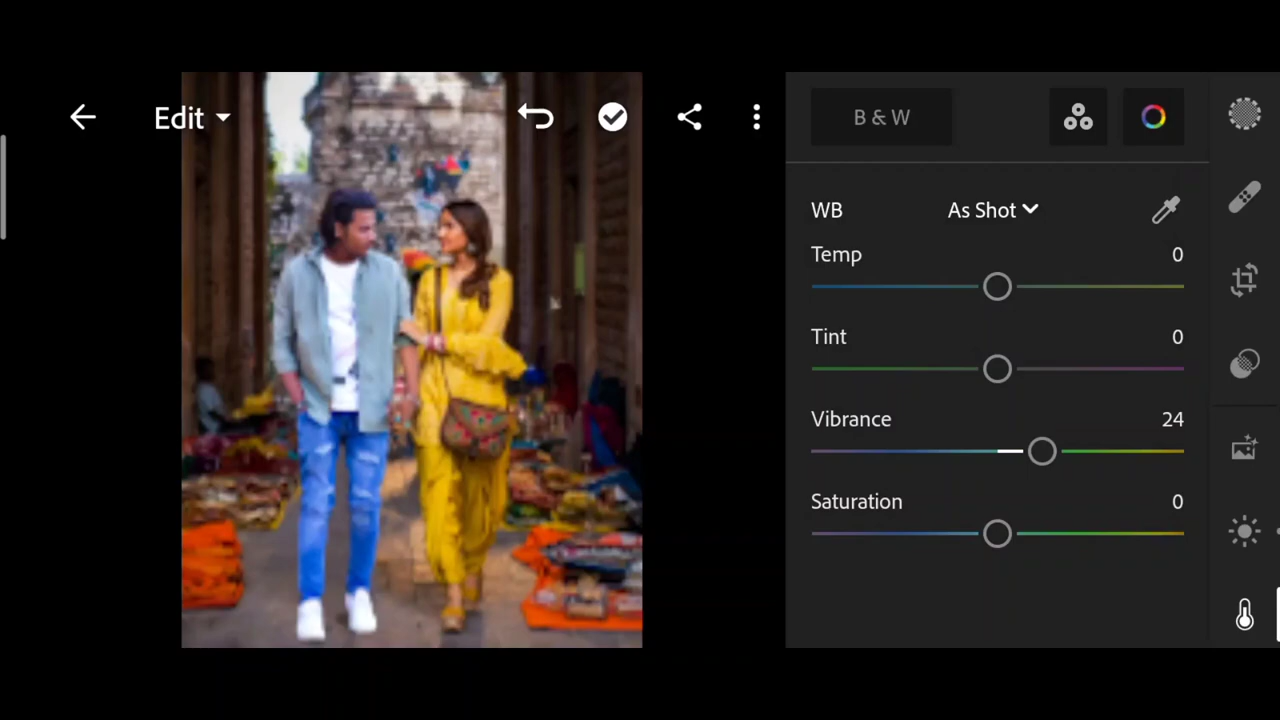 Edit
B & W
WB As Shot
Temp 0
Tint 0
Vibrance 24
Saturation 0